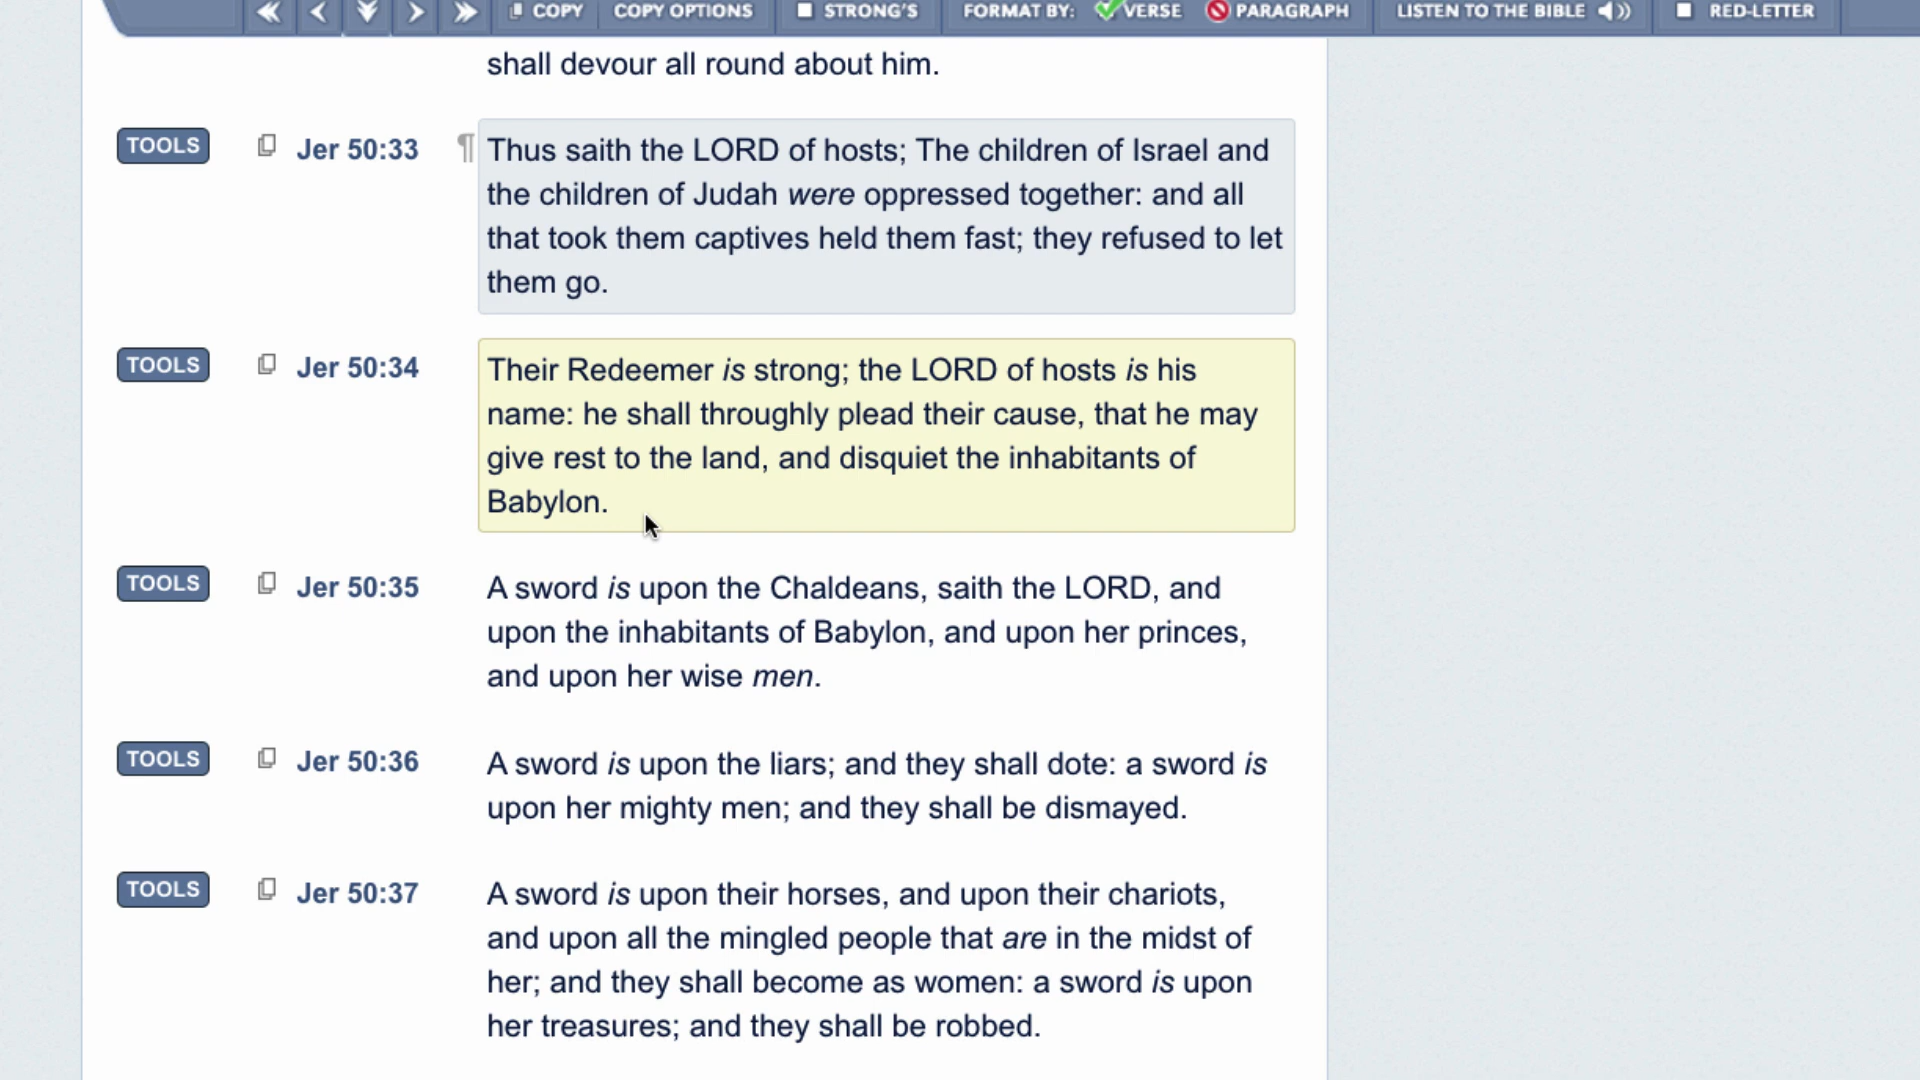 COPY COPY OPTIONS STRONG'S FORMAT BY: VERSE PARAGRAPH LISTEN TO THE BIBLE RED-LETTER
shall devour all round about him.
TOOLS Jer 50:33 ¶ Thus saith the LORD of hosts; The children of Israel and
the children of Judah were oppressed together: and all
that took them captives held them fast; they refused to let
them go.
TOOLS Jer 50:34 Their Redeemer is strong; the LORD of hosts is his
name: he shall throughly plead their cause, that he may
give rest to the land, and disquiet the inhabitants of
Babylon.
TOOLS Jer 50:35 A sword is upon the Chaldeans, saith the LORD, and
upon the inhabitants of Babylon, and upon her princes,
and upon her wise men.
TOOLS Jer 50:36 A sword is upon the liars; and they shall dote: a sword is
upon her mighty men; and they shall be dismayed.
TOOLS Jer 50:37 A sword is upon their horses, and upon their chariots,
and upon all the mingled people that are in the midst of
her; and they shall become as women: a sword is upon
her treasures; and they shall be robbed.